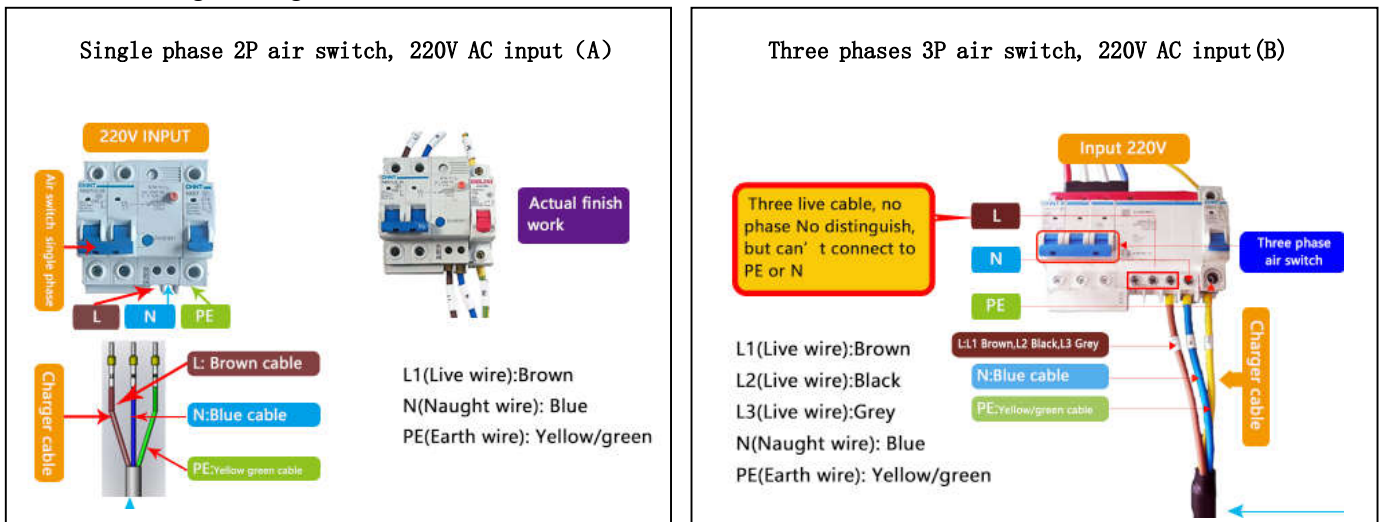 Single phase 2P air switch, 220V AC input（A）
220V INPUT
Air switch single phase
Actual finish
work
L
N
PE
Charger cable
L: Brown cable
N:Blue cable
PE:Yellow green cable
L1(Live wire):Brown
N(Naught wire): Blue
PE(Earth wire): Yellow/green
Three phases 3P air switch, 220V AC input(B)
Input 220V
Three live cable, no
phase No distinguish,
but can’t connect to
PE or N
L
N
PE
Three phase
air switch
L:L1 Brown,L2 Black,L3 Grey
N:Blue cable
PE:Yellow/green cable
Charger cable
L1(Live wire):Brown
L2(Live wire):Black
L3(Live wire):Grey
N(Naught wire): Blue
PE(Earth wire): Yellow/green